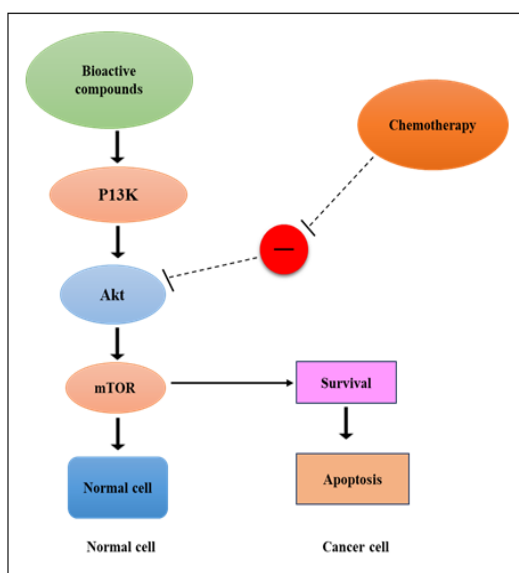 Bioactive
compounds
Chemotherapy
P13K
Akt
mTOR
Survival
Normal cell
Apoptosis
Normal cell
Cancer cell